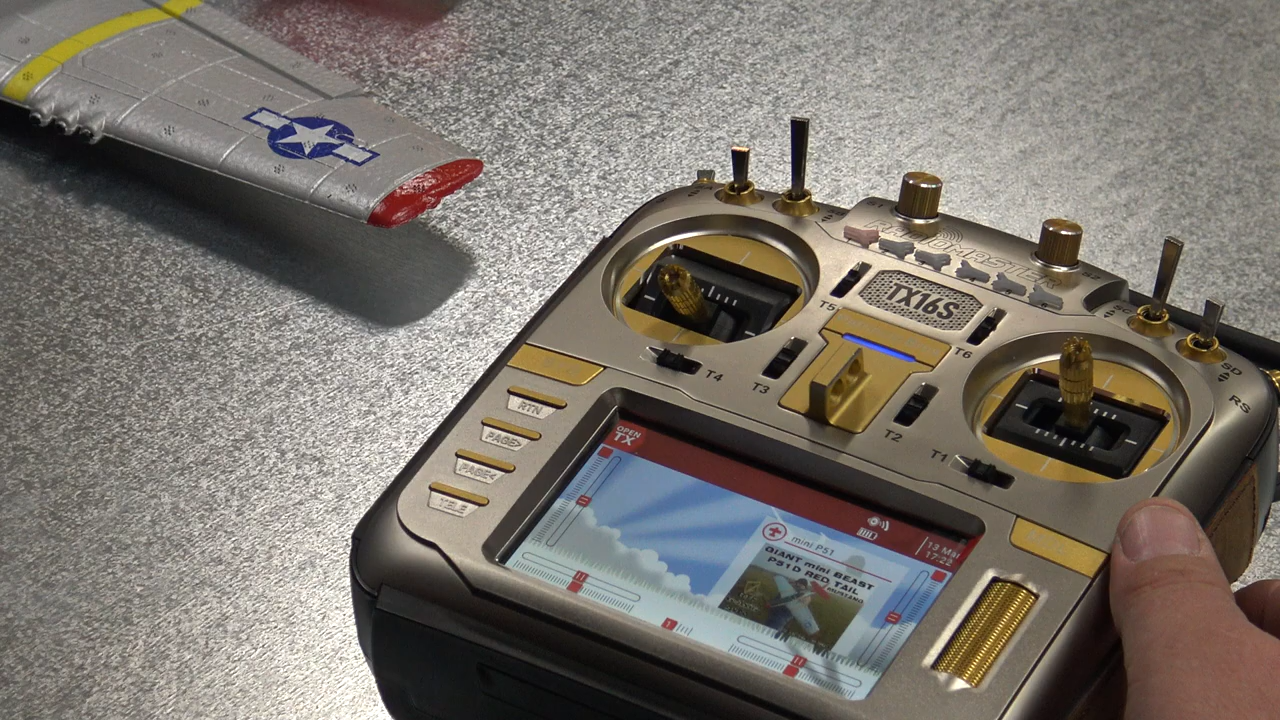 RADIOMASTER
TX16S
T5
T6
T4
T3
T2
T1
SD
RS
RTN
PAGE>
PAGE<
TELE
OPEN
TX
13 Mar
17:22
mini P51
GIANT mini BEAST
P51D RED TAIL
MUSTANG